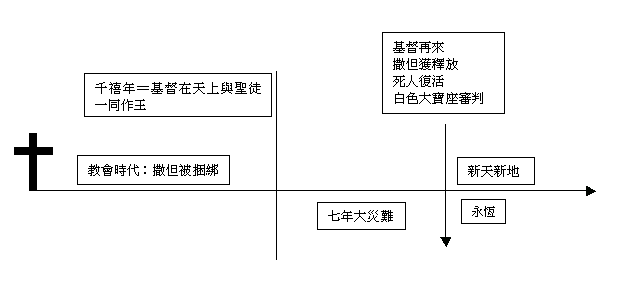 基督再來
撒但獲釋放
死人復活
白色大寶座審判
千禧年＝基督在天上與聖徒
一同作王
教會時代：撒但被捆綁
新天新地
七年大災難
永恆